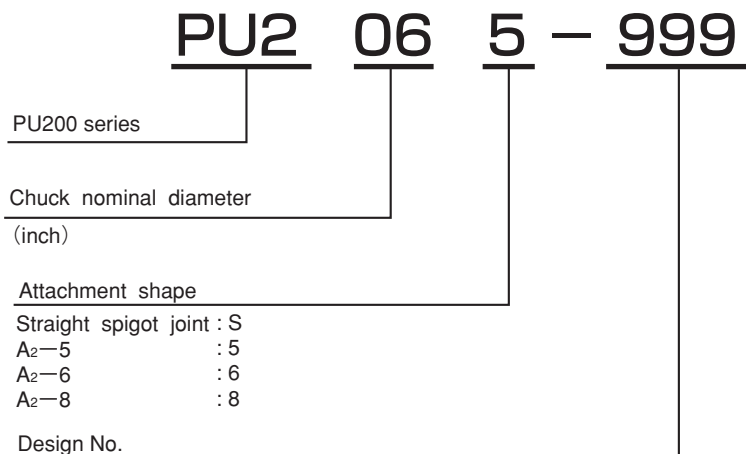 PU2 06 5 − 999
PU200 series
Chuck nominal diameter
(inch)
Attachment shape
Straight spigot joint : S
A2−5 : 5
A2−6 : 6
A2−8 : 8
Design No.